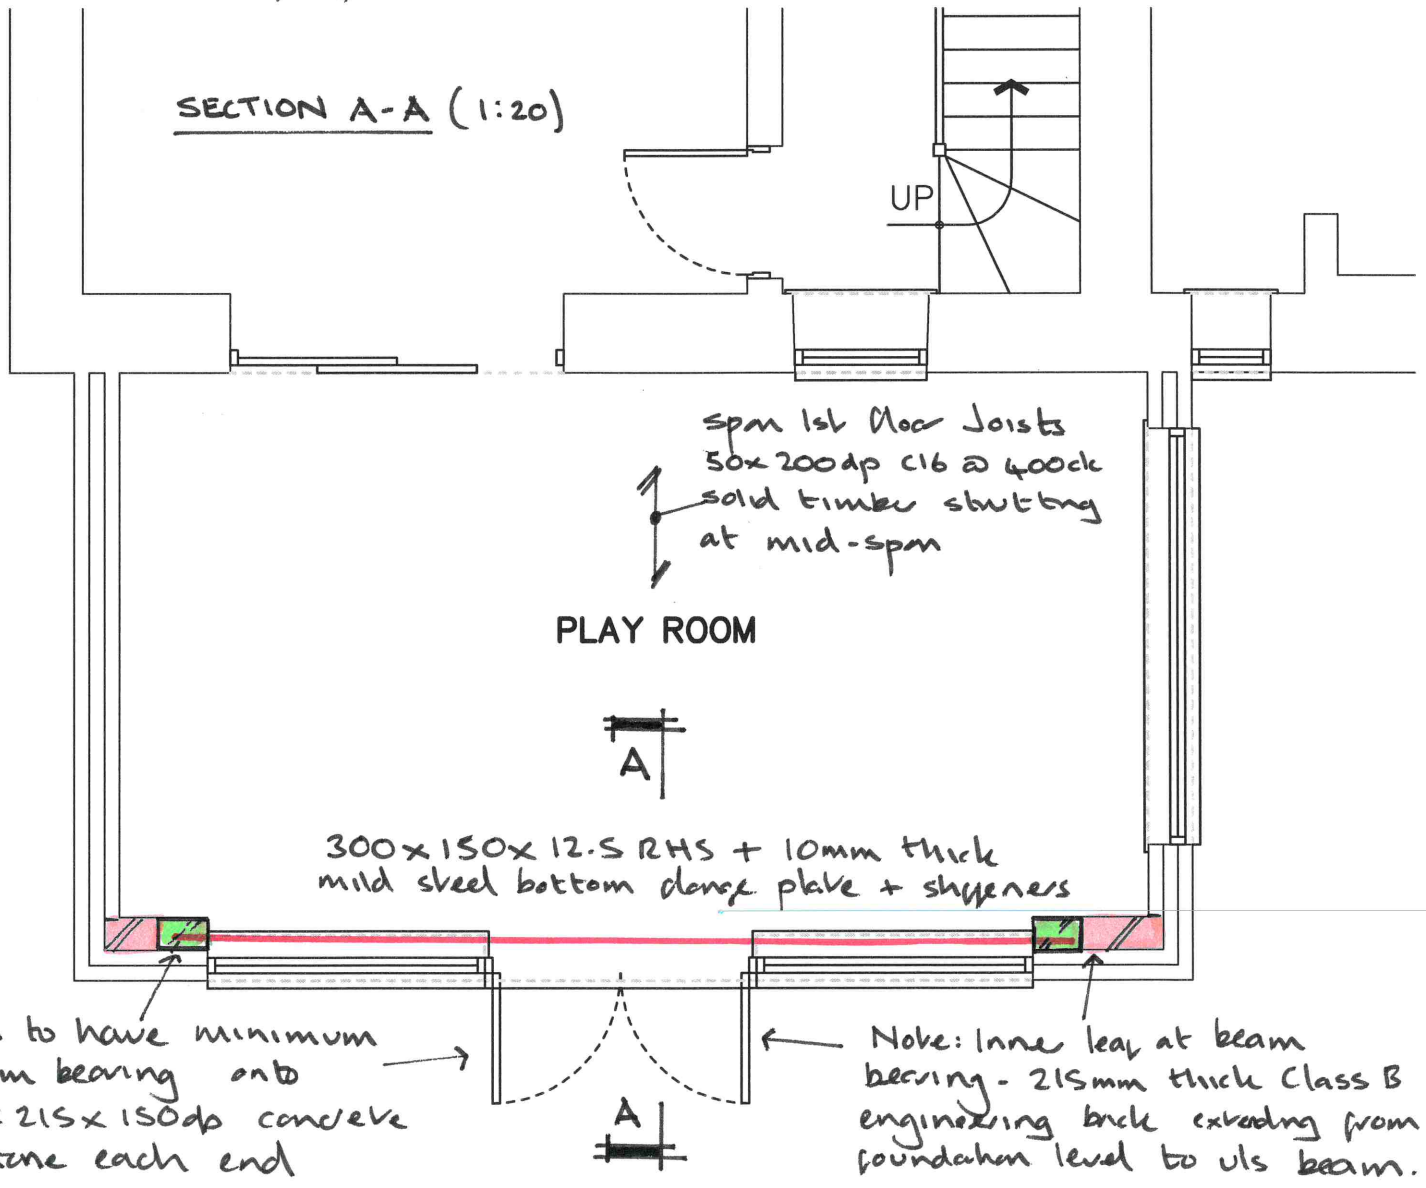 SECTION A-A (1:20)
UP
span 1st floor Joists
50x200dp C16 @ 400ck
solid timber strutting
at mid-span
PLAY ROOM
A
300x150x12.5 RHS + 10mm thick
mild steel bottom flange plate + stiffeners
to have minimum
bearing onto
215x150dp concrete
each end
Note: Inner leaf at beam
bearing - 215mm thick Class B
engineering brick extending from
foundation level to u/s beam.
A